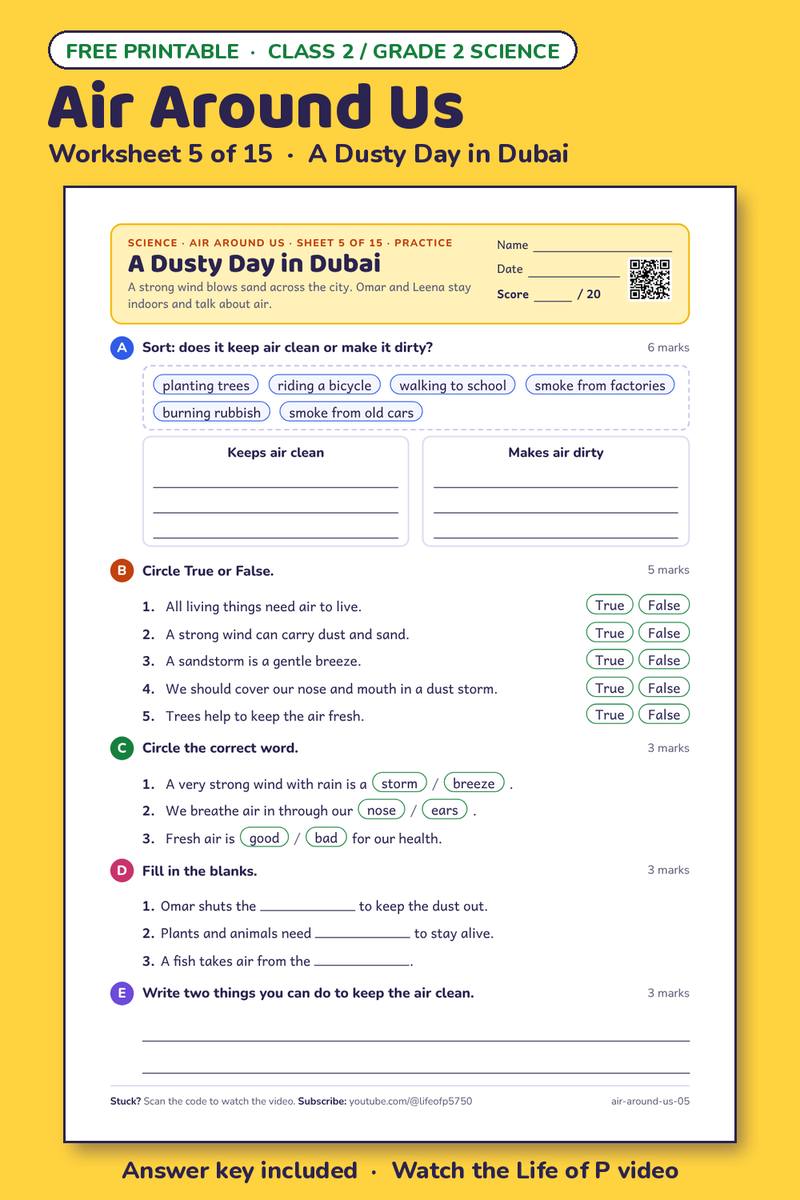 FREE PRINTABLE · CLASS 2 / GRADE 2 SCIENCE
Air Around Us
Worksheet 5 of 15 · A Dusty Day in Dubai
SCIENCE · AIR AROUND US · SHEET 5 OF 15 · PRACTICE
A Dusty Day in Dubai
A strong wind blows sand across the city. Omar and Leena stay
indoors and talk about air.
Name ____________
Date ____________
Score ______ / 20
A Sort: does it keep air clean or make it dirty? 6 marks
planting trees riding a bicycle walking to school smoke from factories
burning rubbish smoke from old cars
Keeps air clean Makes air dirty
B Circle True or False. 5 marks
1. All living things need air to live. True False
2. A strong wind can carry dust and sand. True False
3. A sandstorm is a gentle breeze. True False
4. We should cover our nose and mouth in a dust storm. True False
5. Trees help to keep the air fresh. True False
C Circle the correct word. 3 marks
1. A very strong wind with rain is a storm / breeze .
2. We breathe air in through our nose / ears .
3. Fresh air is good / bad for our health.
D Fill in the blanks. 3 marks
1. Omar shuts the ____________ to keep the dust out.
2. Plants and animals need ____________ to stay alive.
3. A fish takes air from the ____________.
E Write two things you can do to keep the air clean. 3 marks
Stuck? Scan the code to watch the video. Subscribe: youtube.com/@lifeofp5750 air-around-us-05
Answer key included · Watch the Life of P video